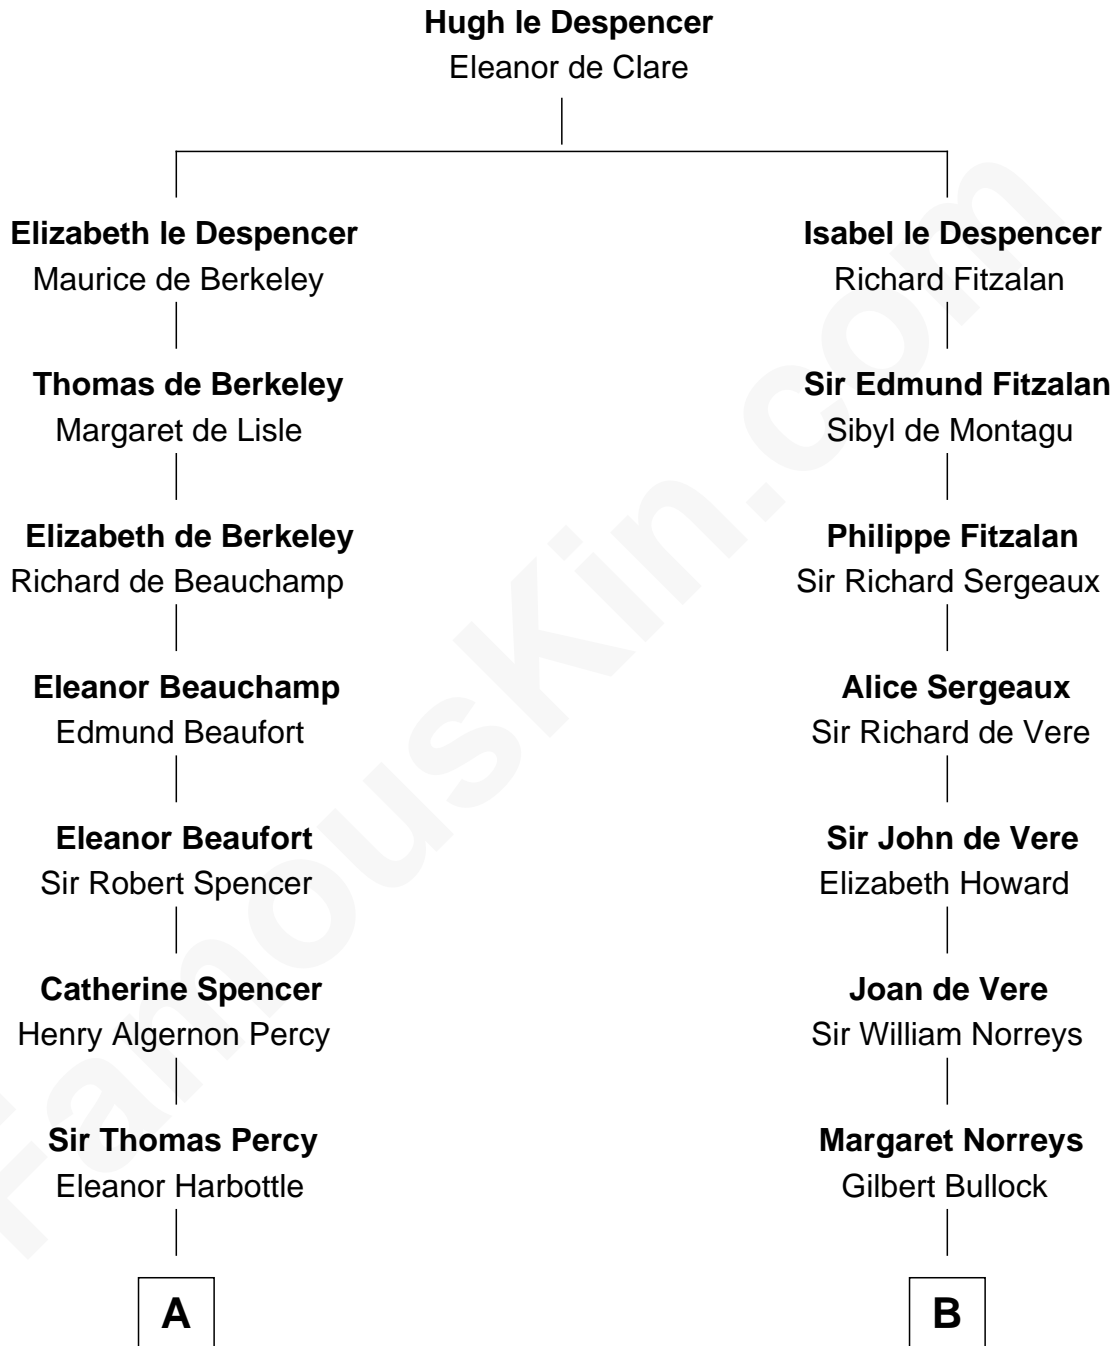 Hugh le Despencer
Eleanor de Clare
Elizabeth le Despencer
Maurice de Berkeley
Isabel le Despencer
Richard Fitzalan
Thomas de Berkeley
Margaret de Lisle
Sir Edmund Fitzalan
Sibyl de Montagu
Elizabeth de Berkeley
Richard de Beauchamp
Philippe Fitzalan
Sir Richard Sergeaux
Eleanor Beauchamp
Edmund Beaufort
Alice Sergeaux
Sir Richard de Vere
Eleanor Beaufort
Sir Robert Spencer
Sir John de Vere
Elizabeth Howard
Catherine Spencer
Henry Algernon Percy
Joan de Vere
Sir William Norreys
Sir Thomas Percy
Eleanor Harbottle
Margaret Norreys
Gilbert Bullock
A
B
FamousKin.com